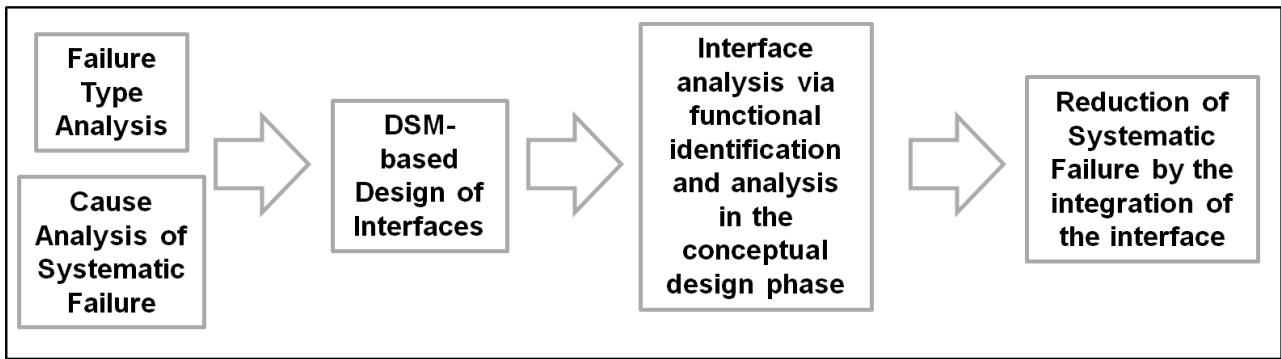 Failure
Type
Analysis
Cause
Analysis of
Systematic
Failure
DSM-
based
Design of
Interfaces
Interface
analysis via
functional
identification
and analysis
in the
conceptual
design phase
Reduction of
Systematic
Failure by the
integration of
the interface